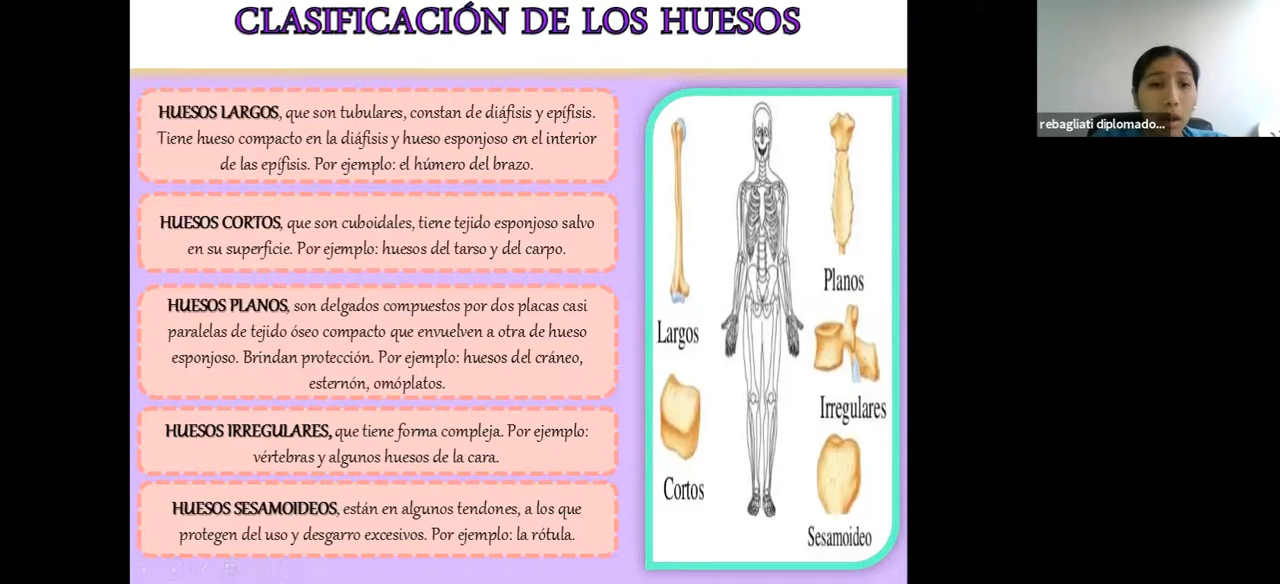 CLASIFICACIÓN DE LOS HUESOS
HUESOS LARGOS, que son tubulares, constan de diáfisis y epífisis.
Tiene hueso compacto en la diáfisis y hueso esponjoso en el interior
de las epífisis. Por ejemplo: el húmero del brazo.
HUESOS CORTOS, que son cuboidales, tiene tejido esponjoso salvo
en su superficie. Por ejemplo: huesos del tarso y del carpo.
HUESOS PLANOS, son delgados compuestos por dos placas casi
paralelas de tejido óseo compacto que envuelven a otra de hueso
esponjoso. Brindan protección. Por ejemplo: huesos del cráneo,
esternón, omóplatos.
HUESOS IRREGULARES, que tiene forma compleja. Por ejemplo:
vértebras y algunos huesos de la cara.
HUESOS SESAMOIDEOS, están en algunos tendones, a los que
protegen del uso y desgarro excesivos. Por ejemplo: la rótula.
Largos
Cortos
Planos
Irregulares
Sesamoideo
rebagliati diplomado...